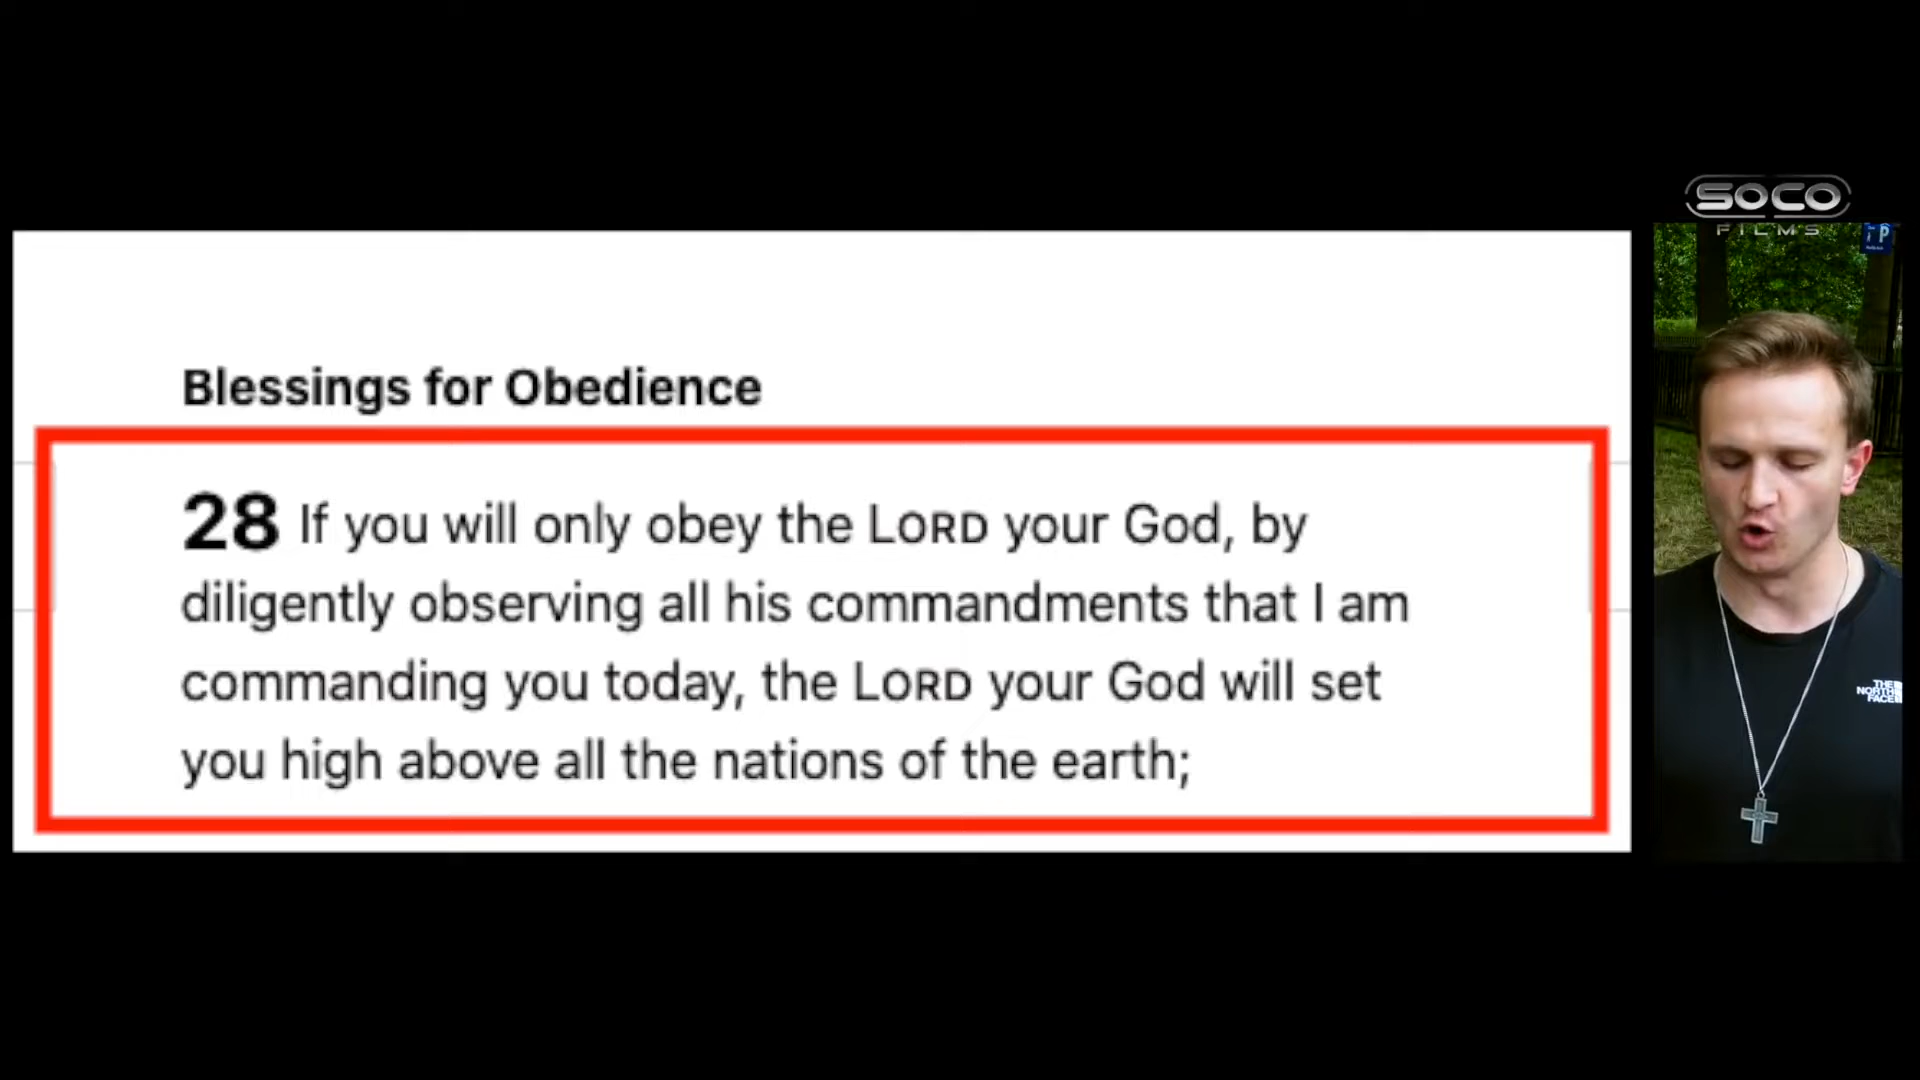 SOCO
FILMS
P
Blessings for Obedience
28 If you will only obey the LORD your God, by
diligently observing all his commandments that I am
commanding you today, the LORD your God will set
you high above all the nations of the earth;
THE
NORTH
FACE